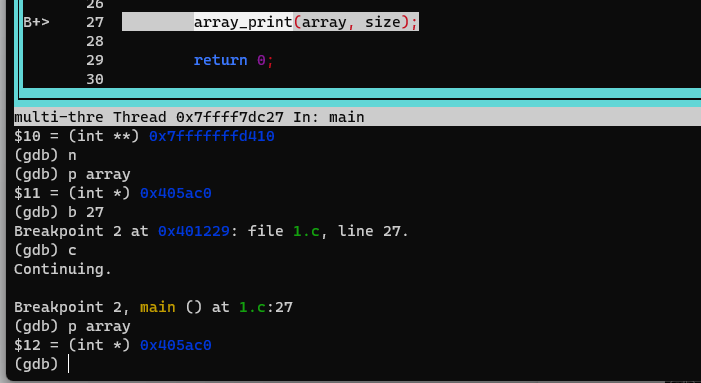 26
B+> 27 array_print(array, size);
28
29 return 0;
30
multi-thre Thread 0x7ffff7dc27 In: main
$10 = (int **) 0x7fffffffd410
(gdb) n
(gdb) p array
$11 = (int *) 0x405ac0
(gdb) b 27
Breakpoint 2 at 0x401229: file 1.c, line 27.
(gdb) c
Continuing.
Breakpoint 2, main () at 1.c:27
(gdb) p array
$12 = (int *) 0x405ac0
(gdb)